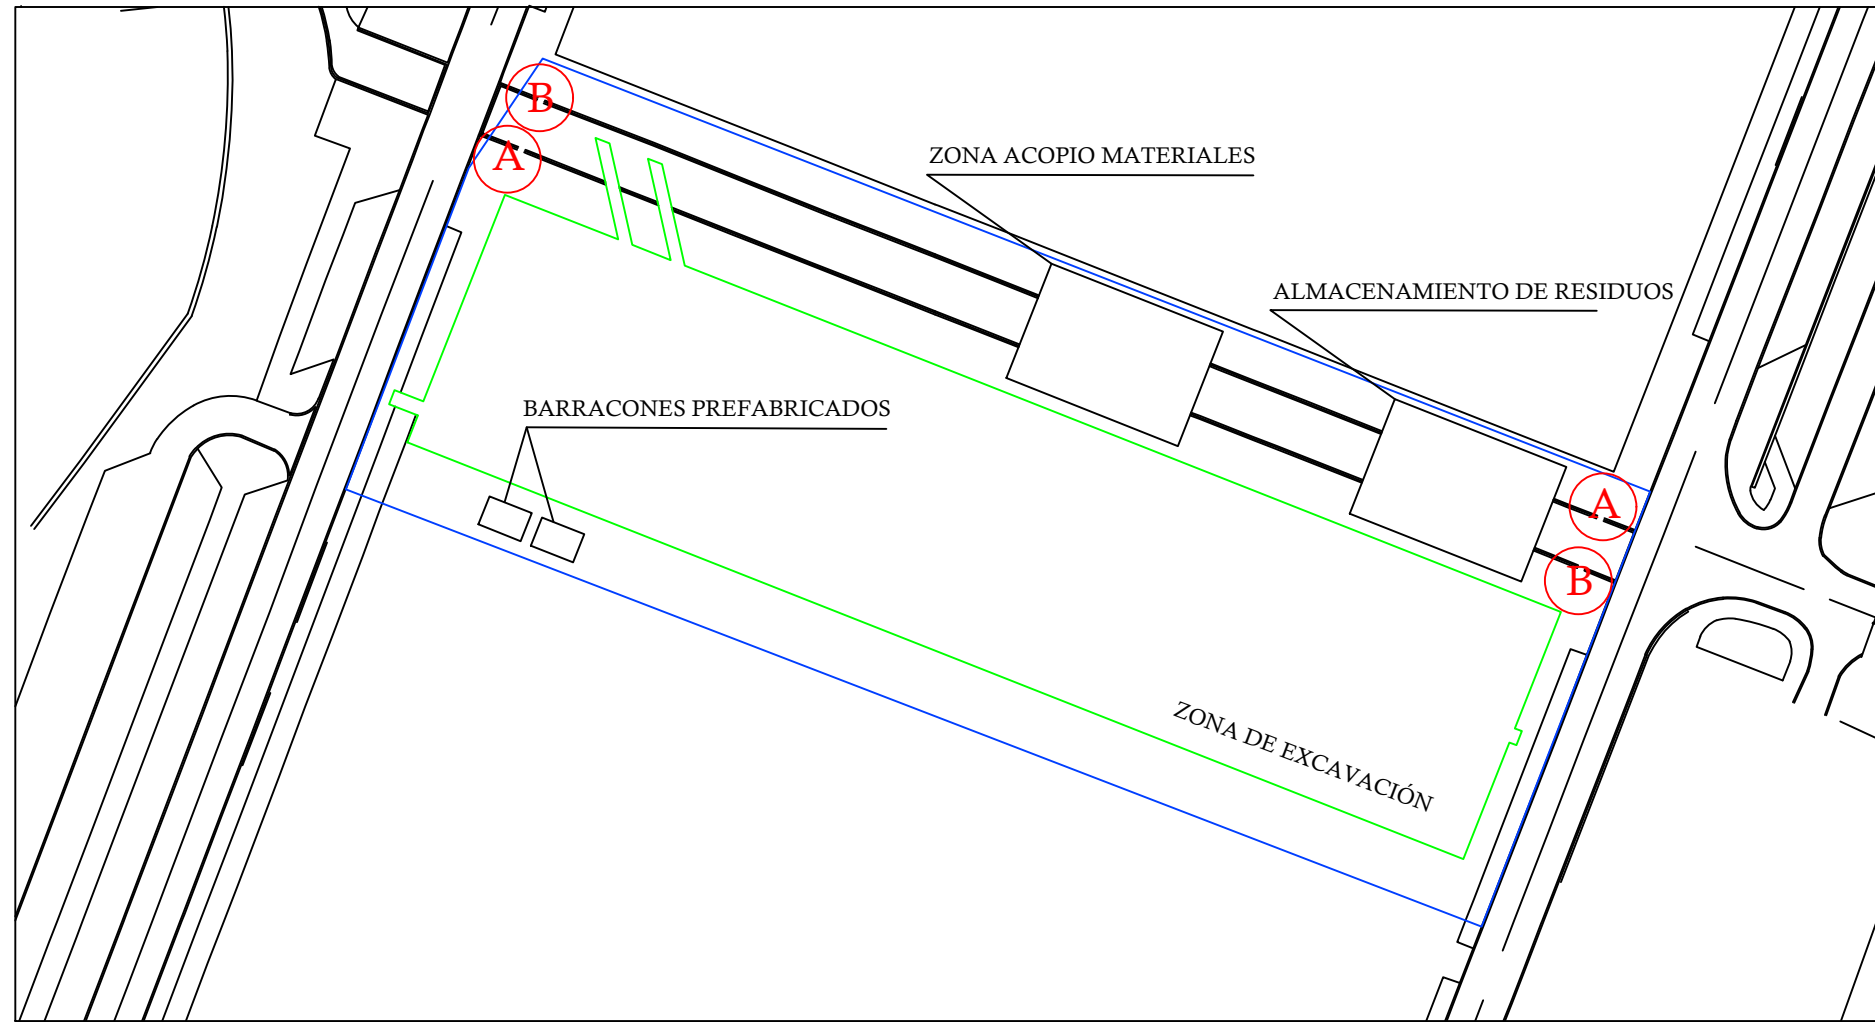 B
A
ZONA ACOPIO MATERIALES
ALMACENAMIENTO DE RESIDUOS
BARRACONES PREFABRICADOS
A
B
ZONA DE EXCAVACIÓN